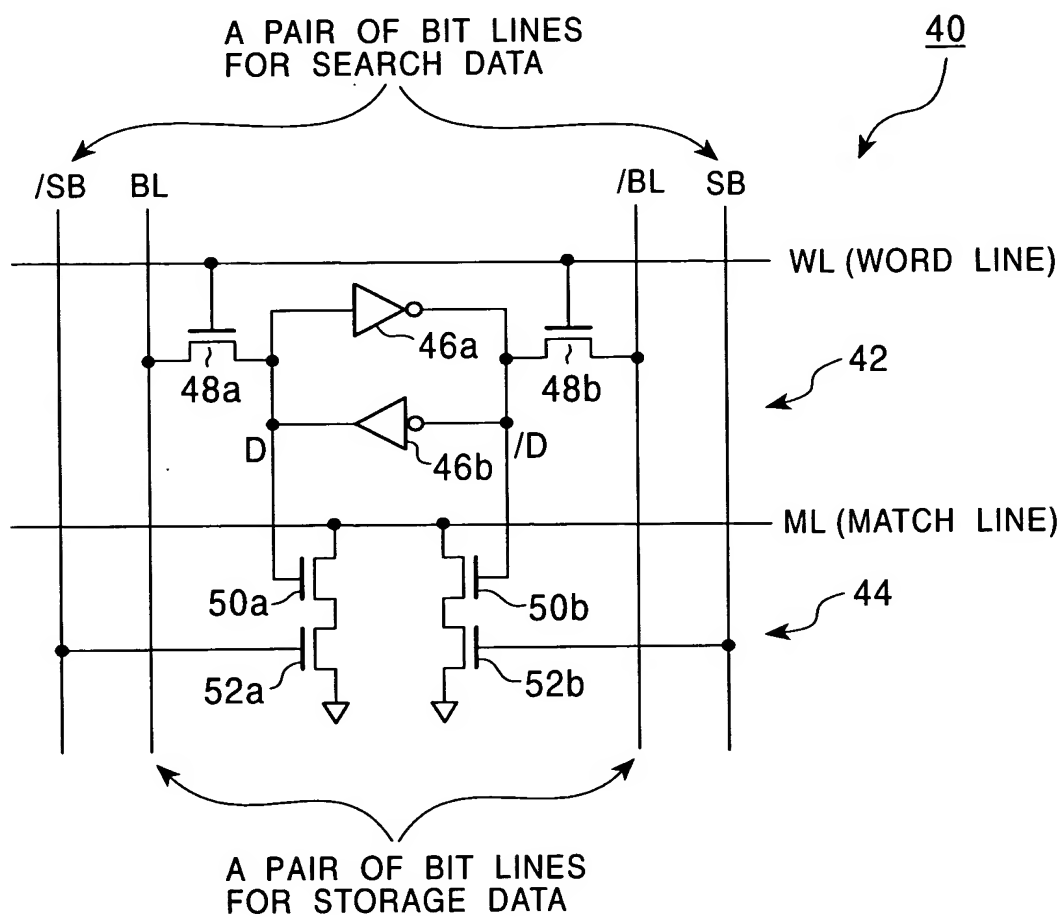 A PAIR OF BIT LINES
FOR SEARCH DATA
40
/SB
BL
/BL
SB
WL (WORD LINE)
46a
48a
48b
42
D
46b
/D
ML (MATCH LINE)
50a
50b
44
52a
52b
A PAIR OF BIT LINES
FOR STORAGE DATA